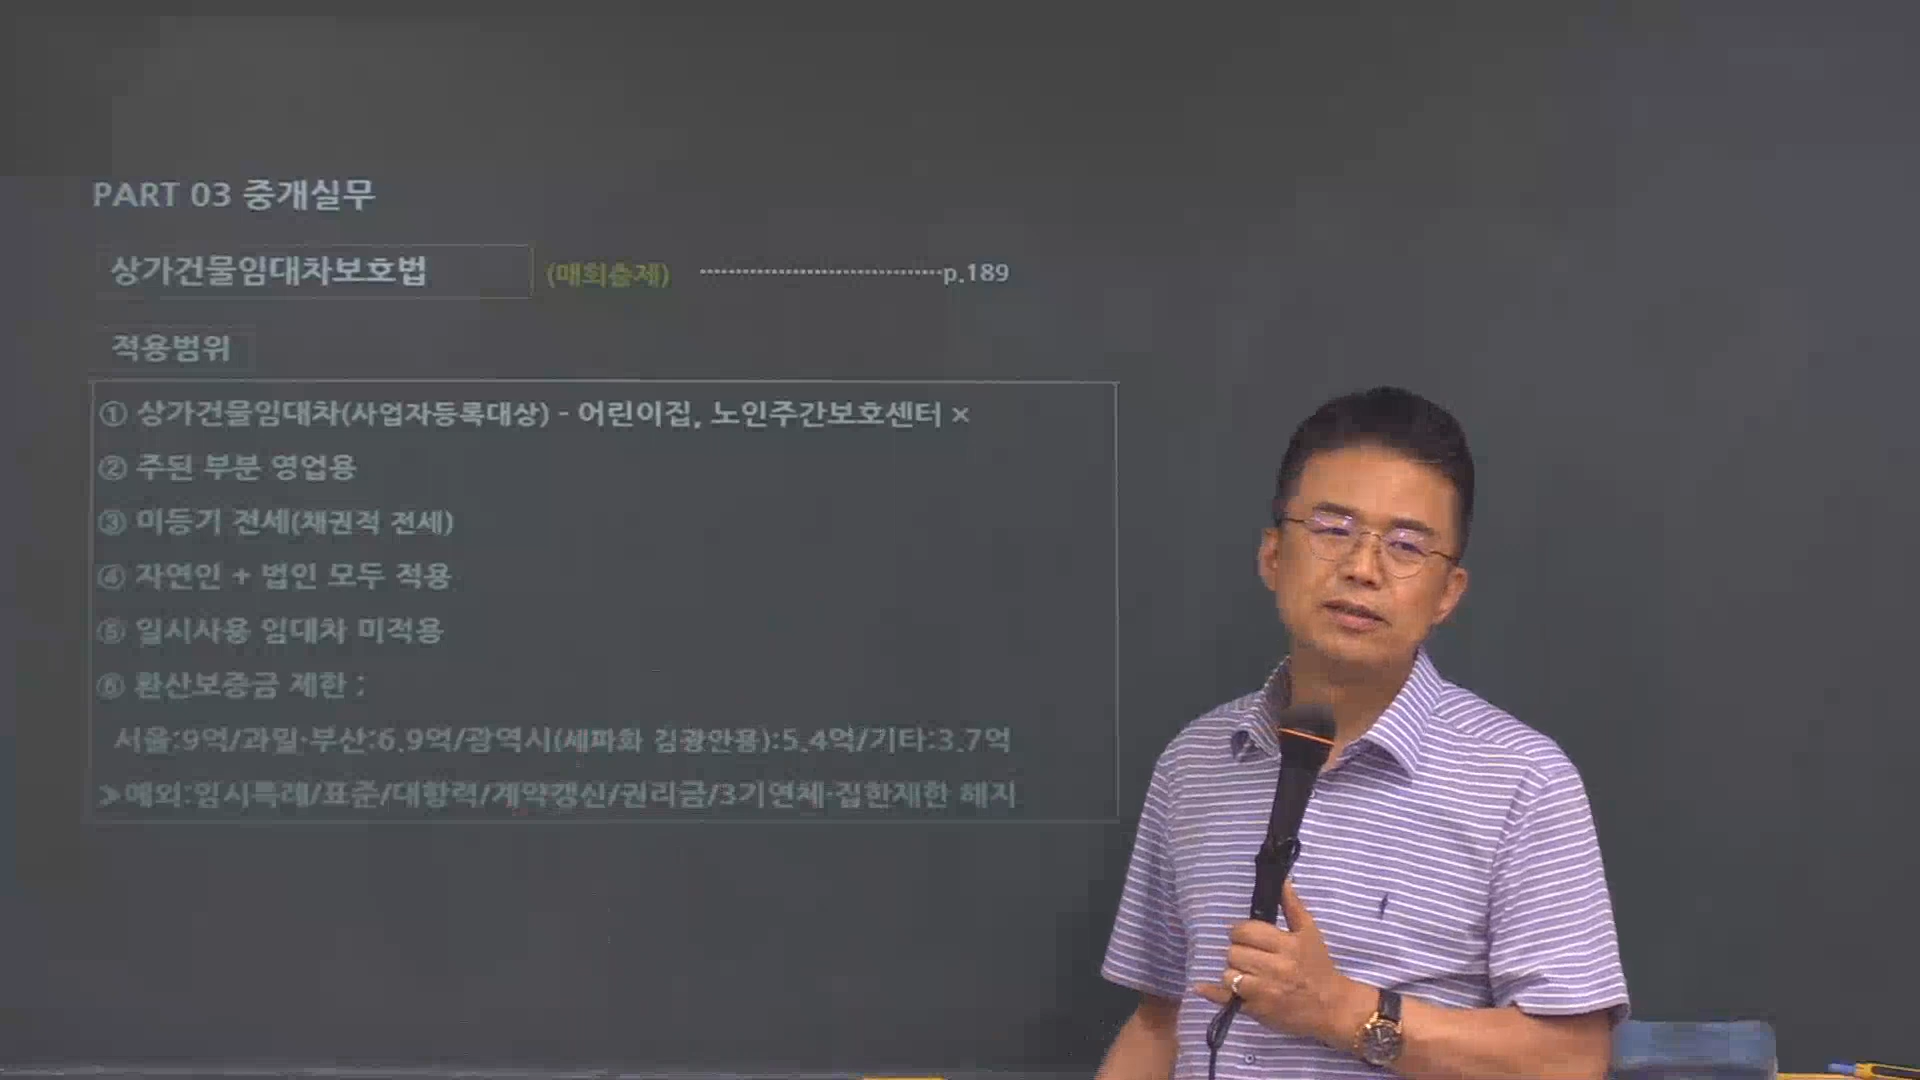 PART 03 중개실무
상가건물임대차보호법 (매회출제) ----------------------------------p.189
적용범위
① 상가건물임대차(사업자등록대상) - 어린이집, 노인주간보호센터 ×
② 주된 부분 영업용
③ 미등기 전세(채권적 전세)
④ 자연인 + 법인 모두 적용
⑤ 일시사용 임대차 미적용
⑥ 환산보증금 제한 :
서울:9억/과밀·부산:6.9억/광역시(세파화 김광안용):5.4억/기타:3.7억
➢예외:임시특례/표준/대항력/계약갱신/권리금/3기연체·집한제한 해지